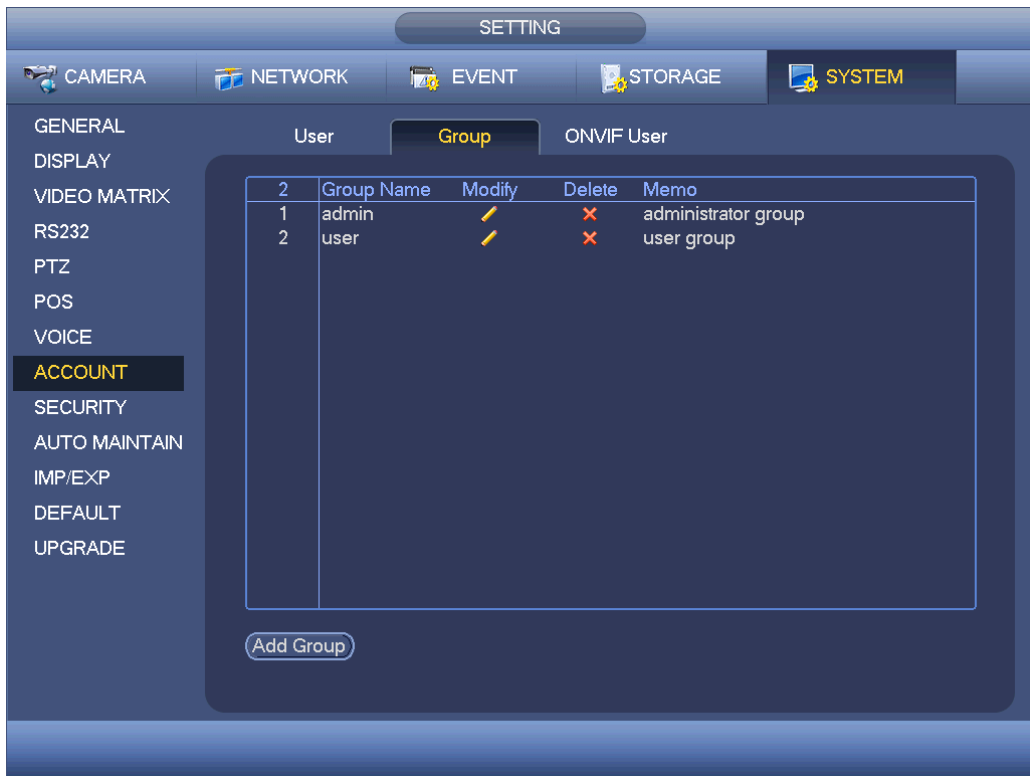 SETTING
CAMERA NETWORK EVENT STORAGE SYSTEM
GENERAL
DISPLAY
VIDEO MATRIX
RS232
PTZ
POS
VOICE
ACCOUNT
SECURITY
AUTO MAINTAIN
IMP/EXP
DEFAULT
UPGRADE
User Group ONVIF User
2 Group Name Modify Delete Memo
1 admin administrator group
2 user user group
Add Group